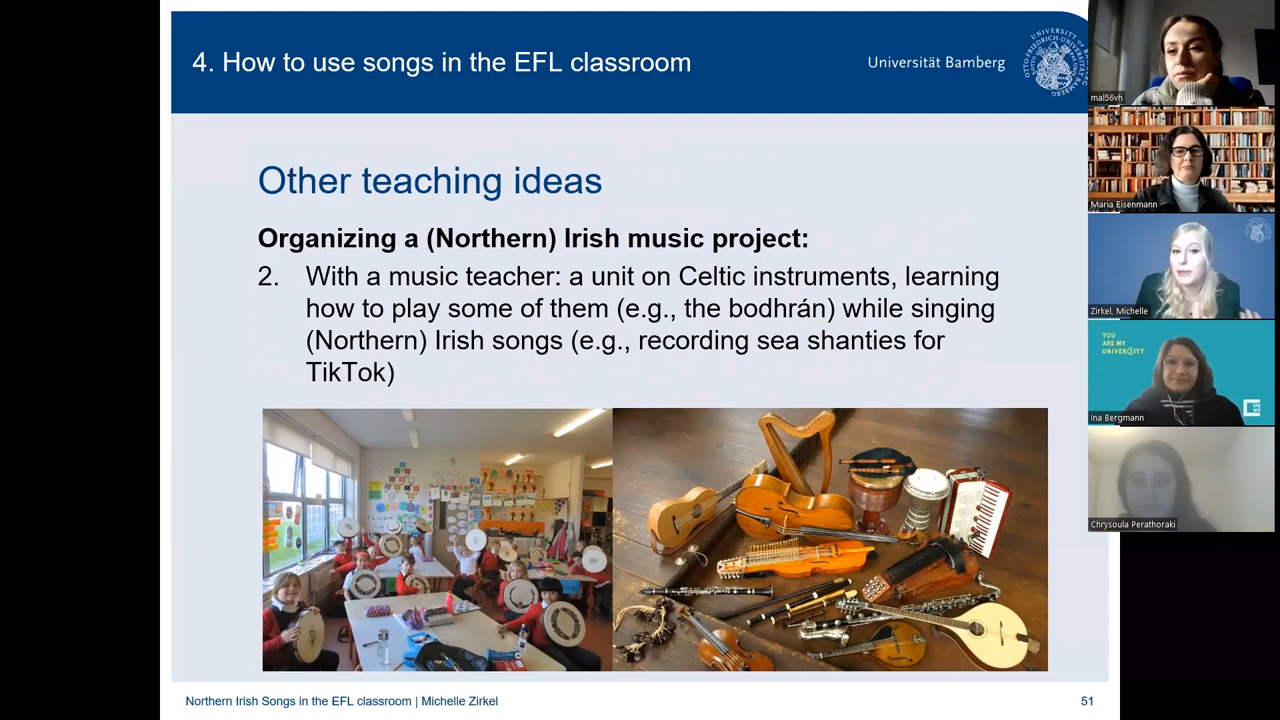 4. How to use songs in the EFL classroom
Universität Bamberg
Other teaching ideas
Organizing a (Northern) Irish music project:
2. With a music teacher: a unit on Celtic instruments, learning
how to play some of them (e.g., the bodhrán) while singing
(Northern) Irish songs (e.g., recording sea shanties for
TikTok)
Northern Irish Songs in the EFL classroom | Michelle Zirkel
51
mal56vh
Maria Eisenmann
Zirkel, Michelle
YOU
ARE MY
UNIVERSITY
Ina Bergmann
Chrysoula Perathoraki